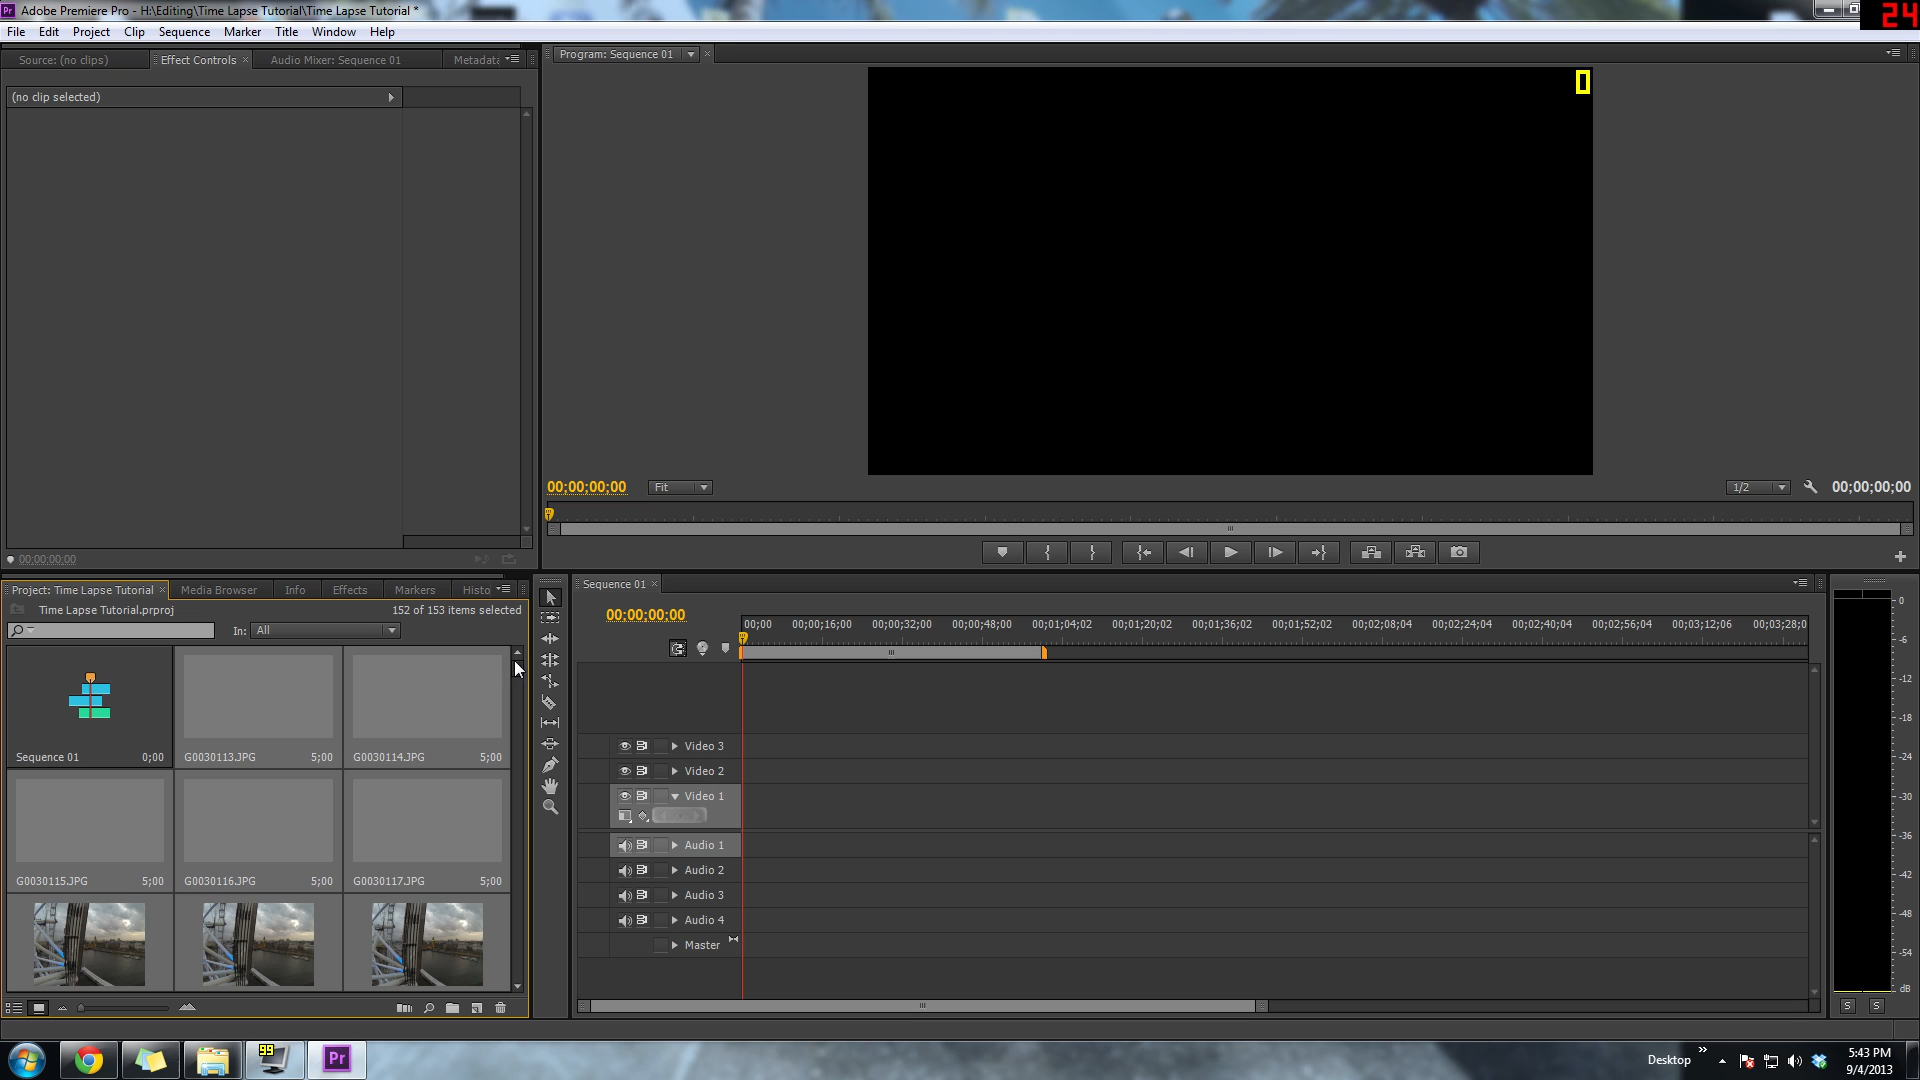 Pr Adobe Premiere Pro - H:\Editing\Time Lapse Tutorial\Time Lapse Tutorial *
24
File Edit Project Clip Sequence Marker Title Window Help
Source: (no clips) Effect Controls Audio Mixer: Sequence 01 Metadata
Program: Sequence 01
(no clip selected)
0
00;00;00;00 Fit 1/2 00;00;00;00
00;00;00;00
Project: Time Lapse Tutorial Media Browser Info Effects Markers Histo
Time Lapse Tutorial.prproj 152 of 153 items selected
In: All
Sequence 01 0;00
G0030113.JPG 5;00
G0030114.JPG 5;00
G0030115.JPG 5;00
G0030116.JPG 5;00
G0030117.JPG 5;00
Sequence 01
00;00;00;00
00;00 00;00;16;00 00;00;32;00 00;00;48;00 00;01;04;02 00;01;20;02 00;01;36;02 00;01;52;02 00;02;08;04 00;02;24;04 00;02;40;04 00;02;56;04 00;03;12;06 00;03;28;0
Video 3
Video 2
Video 1
Audio 1
Audio 2
Audio 3
Audio 4
Master
0
-6
-12
-18
-24
-30
-36
-42
-48
-54
dB
S S
99
Pr
Desktop
5:43 PM
9/4/2013